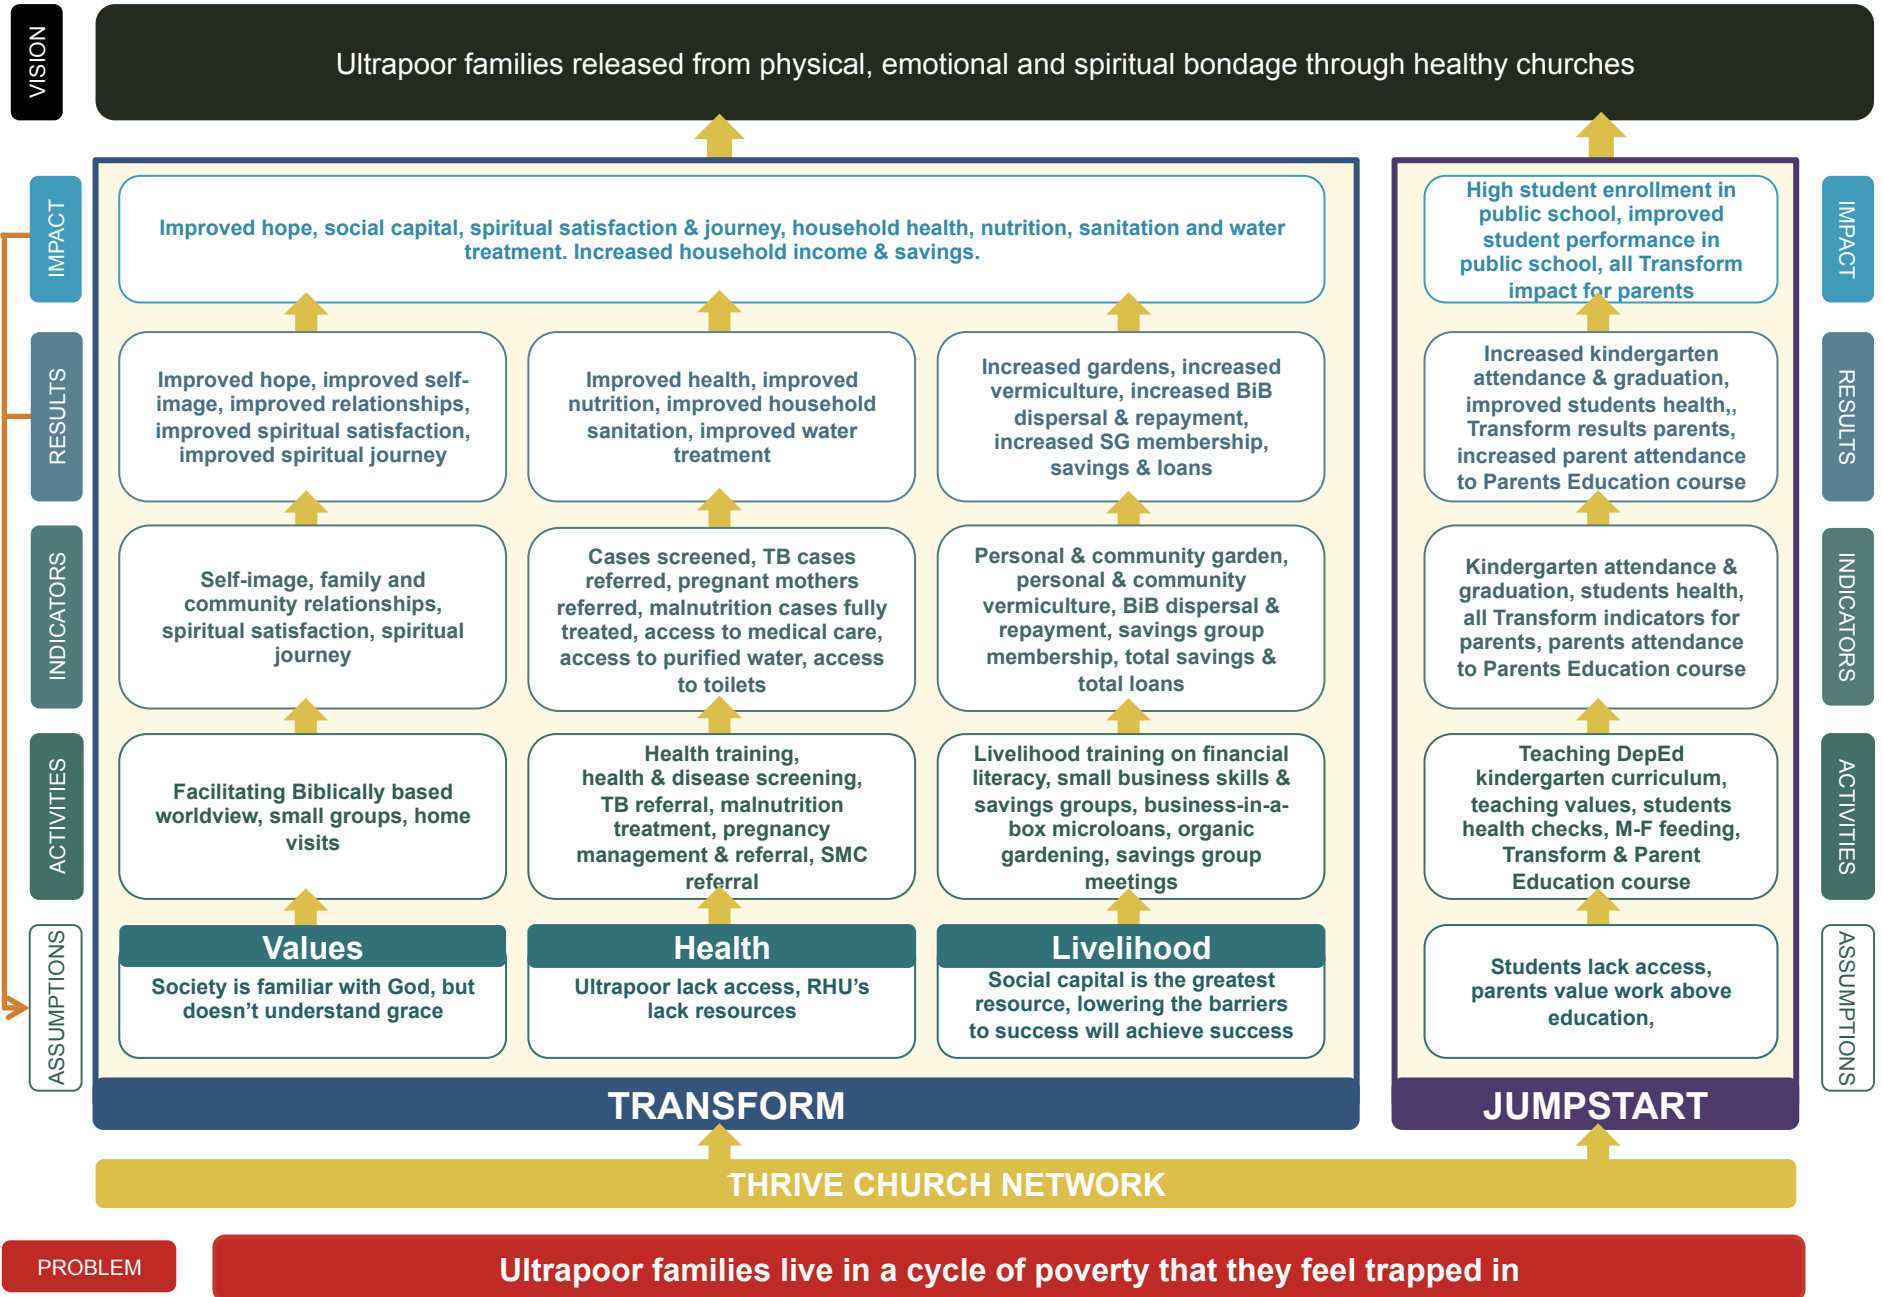 VISION
Ultrapoor families released from physical, emotional and spiritual bondage through healthy churches
IMPACT
Improved hope, social capital, spiritual satisfaction & journey, household health, nutrition, sanitation and water
treatment. Increased household income & savings.
High student enrollment in
public school, improved
student performance in
public school, all Transform
impact for parents
IMPACT
RESULTS
Improved hope, improved self-
image, improved relationships,
improved spiritual satisfaction,
improved spiritual journey
Improved health, improved
nutrition, improved household
sanitation, improved water
treatment
Increased gardens, increased
vermiculture, increased BiB
dispersal & repayment,
increased SG membership,
savings & loans
Increased kindergarten
attendance & graduation,
improved students health,,
Transform results parents,
increased parent attendance
to Parents Education course
RESULTS
INDICATORS
Self-image, family and
community relationships,
spiritual satisfaction, spiritual
journey
Cases screened, TB cases
referred, pregnant mothers
referred, malnutrition cases fully
treated, access to medical care,
access to purified water, access
to toilets
Personal & community garden,
personal & community
vermiculture, BiB dispersal &
repayment, savings group
membership, total savings &
total loans
Kindergarten attendance &
graduation, students health,
all Transform indicators for
parents, parents attendance
to Parents Education course
INDICATORS
ACTIVITIES
Facilitating Biblically based
worldview, small groups, home
visits
Health training,
health & disease screening,
TB referral, malnutrition
treatment, pregnancy
management & referral, SMC
referral
Livelihood training on financial
literacy, small business skills &
savings groups, business-in-a-
box microloans, organic
gardening, savings group
meetings
Teaching DepEd
kindergarten curriculum,
teaching values, students
health checks, M-F feeding,
Transform & Parent
Education course
ACTIVITIES
ASSUMPTIONS
Values
Society is familiar with God, but
doesn't understand grace
Health
Ultrapoor lack access, RHU's
lack resources
Livelihood
Social capital is the greatest
resource, lowering the barriers
to success will achieve success
Students lack access,
parents value work above
education,
ASSUMPTIONS
TRANSFORM
JUMPSTART
THRIVE CHURCH NETWORK
PROBLEM
Ultrapoor families live in a cycle of poverty that they feel trapped in